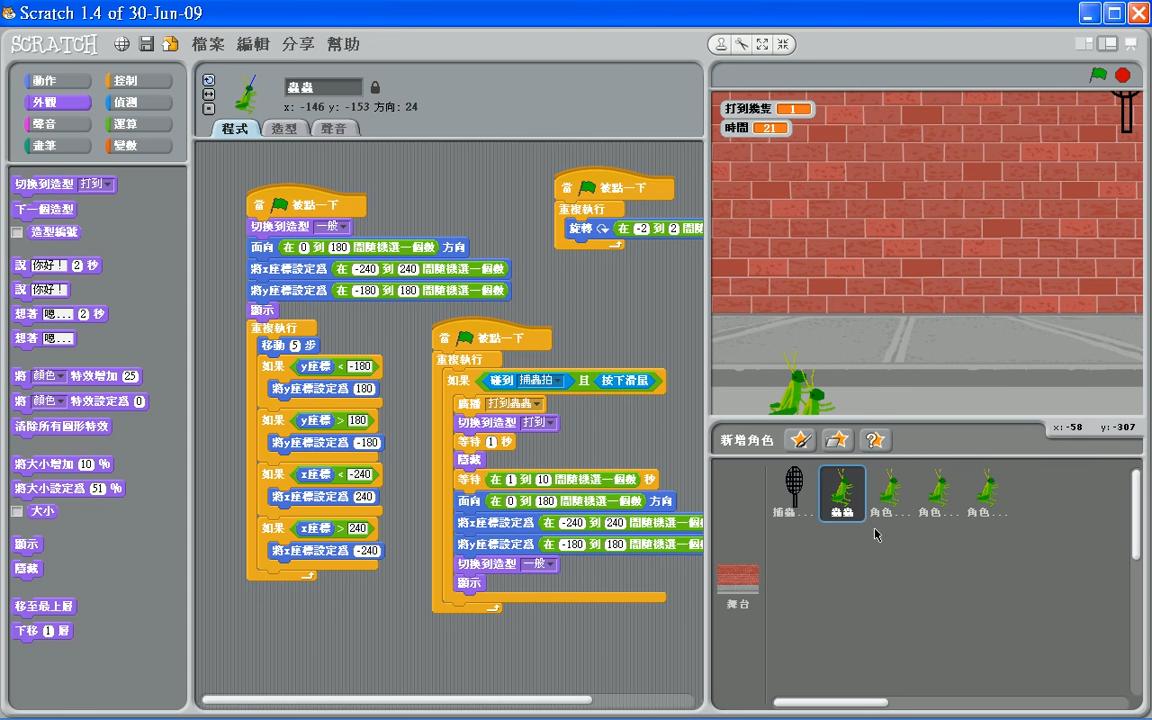 Scratch 1.4 of 30-Jun-09
SCRATCH 檔案 編輯 分享 幫助
動作 控制
外觀 偵測
聲音 運算
畫筆 變數
切換到造型 打到
下一個造型
造型編號
說 你好！ 2 秒
說 你好！
想著 嗯... 2 秒
想著 嗯...
將 顏色 特效增加 25
將 顏色 特效設定為 0
清除所有圖形特效
將大小增加 10 %
將大小設定為 51 %
大小
顯示
隱藏
移至最上層
下移 1 層
蟲蟲
x: -146 y: -153 方向: 24
程式 造型 聲音
當 被點一下
切換到造型 一般
面向 在 0 到 180 間隨機選一個數 方向
將x座標設定為 在 -240 到 240 間隨機選一個數
將y座標設定為 在 -180 到 180 間隨機選一個數
顯示
重複執行
移動 5 步
如果 y座標 < -180
將y座標設定為 180
如果 y座標 > 180
將y座標設定為 -180
如果 x座標 < -240
將x座標設定為 240
如果 x座標 > 240
將x座標設定為 -240
當 被點一下
重複執行
旋轉 在 -2 到 2 間隨
當 被點一下
重複執行
如果 碰到 捕蟲拍 且 按下滑鼠
廣播 打到蟲蟲
切換到造型 打到
等待 1 秒
隱藏
等待 在 1 到 10 間隨機選一個數 秒
面向 在 0 到 180 間隨機選一個數 方向
將x座標設定為 在 -240 到 240 間隨機選一個數
將y座標設定為 在 -180 到 180 間隨機選一個數
切換到造型 一般
顯示
打到幾隻 1
時間 21
x: -58 y: -307
新增角色
捕蟲... 蟲蟲 角色... 角色... 角色...
舞台